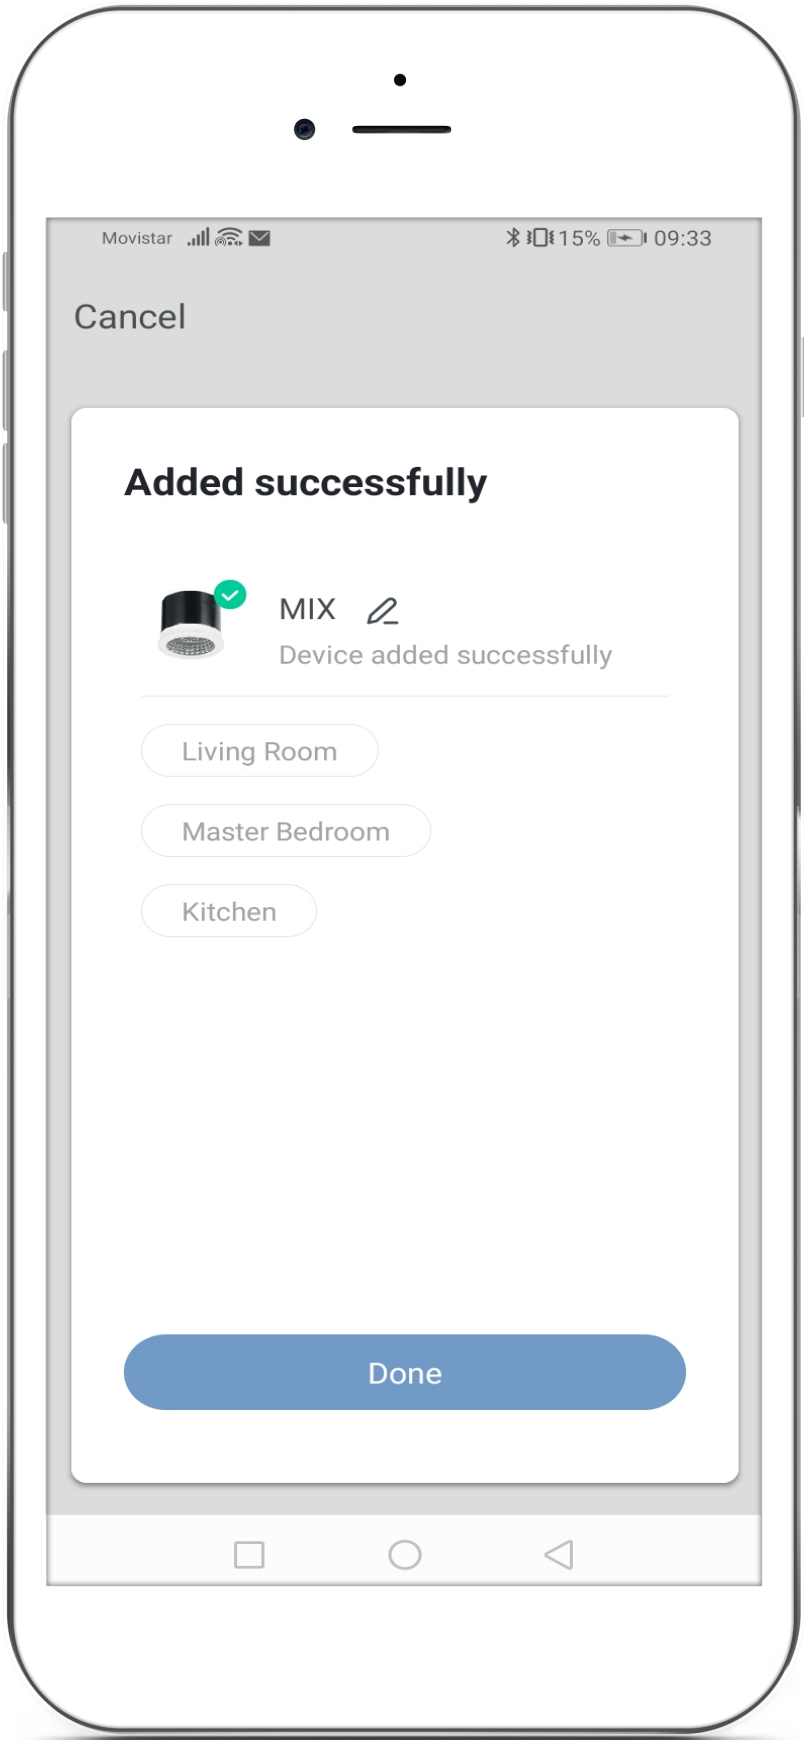 Movistar 15% 09:33
Cancel
Added successfully
MIX
Device added successfully
Living Room
Master Bedroom
Kitchen
Done